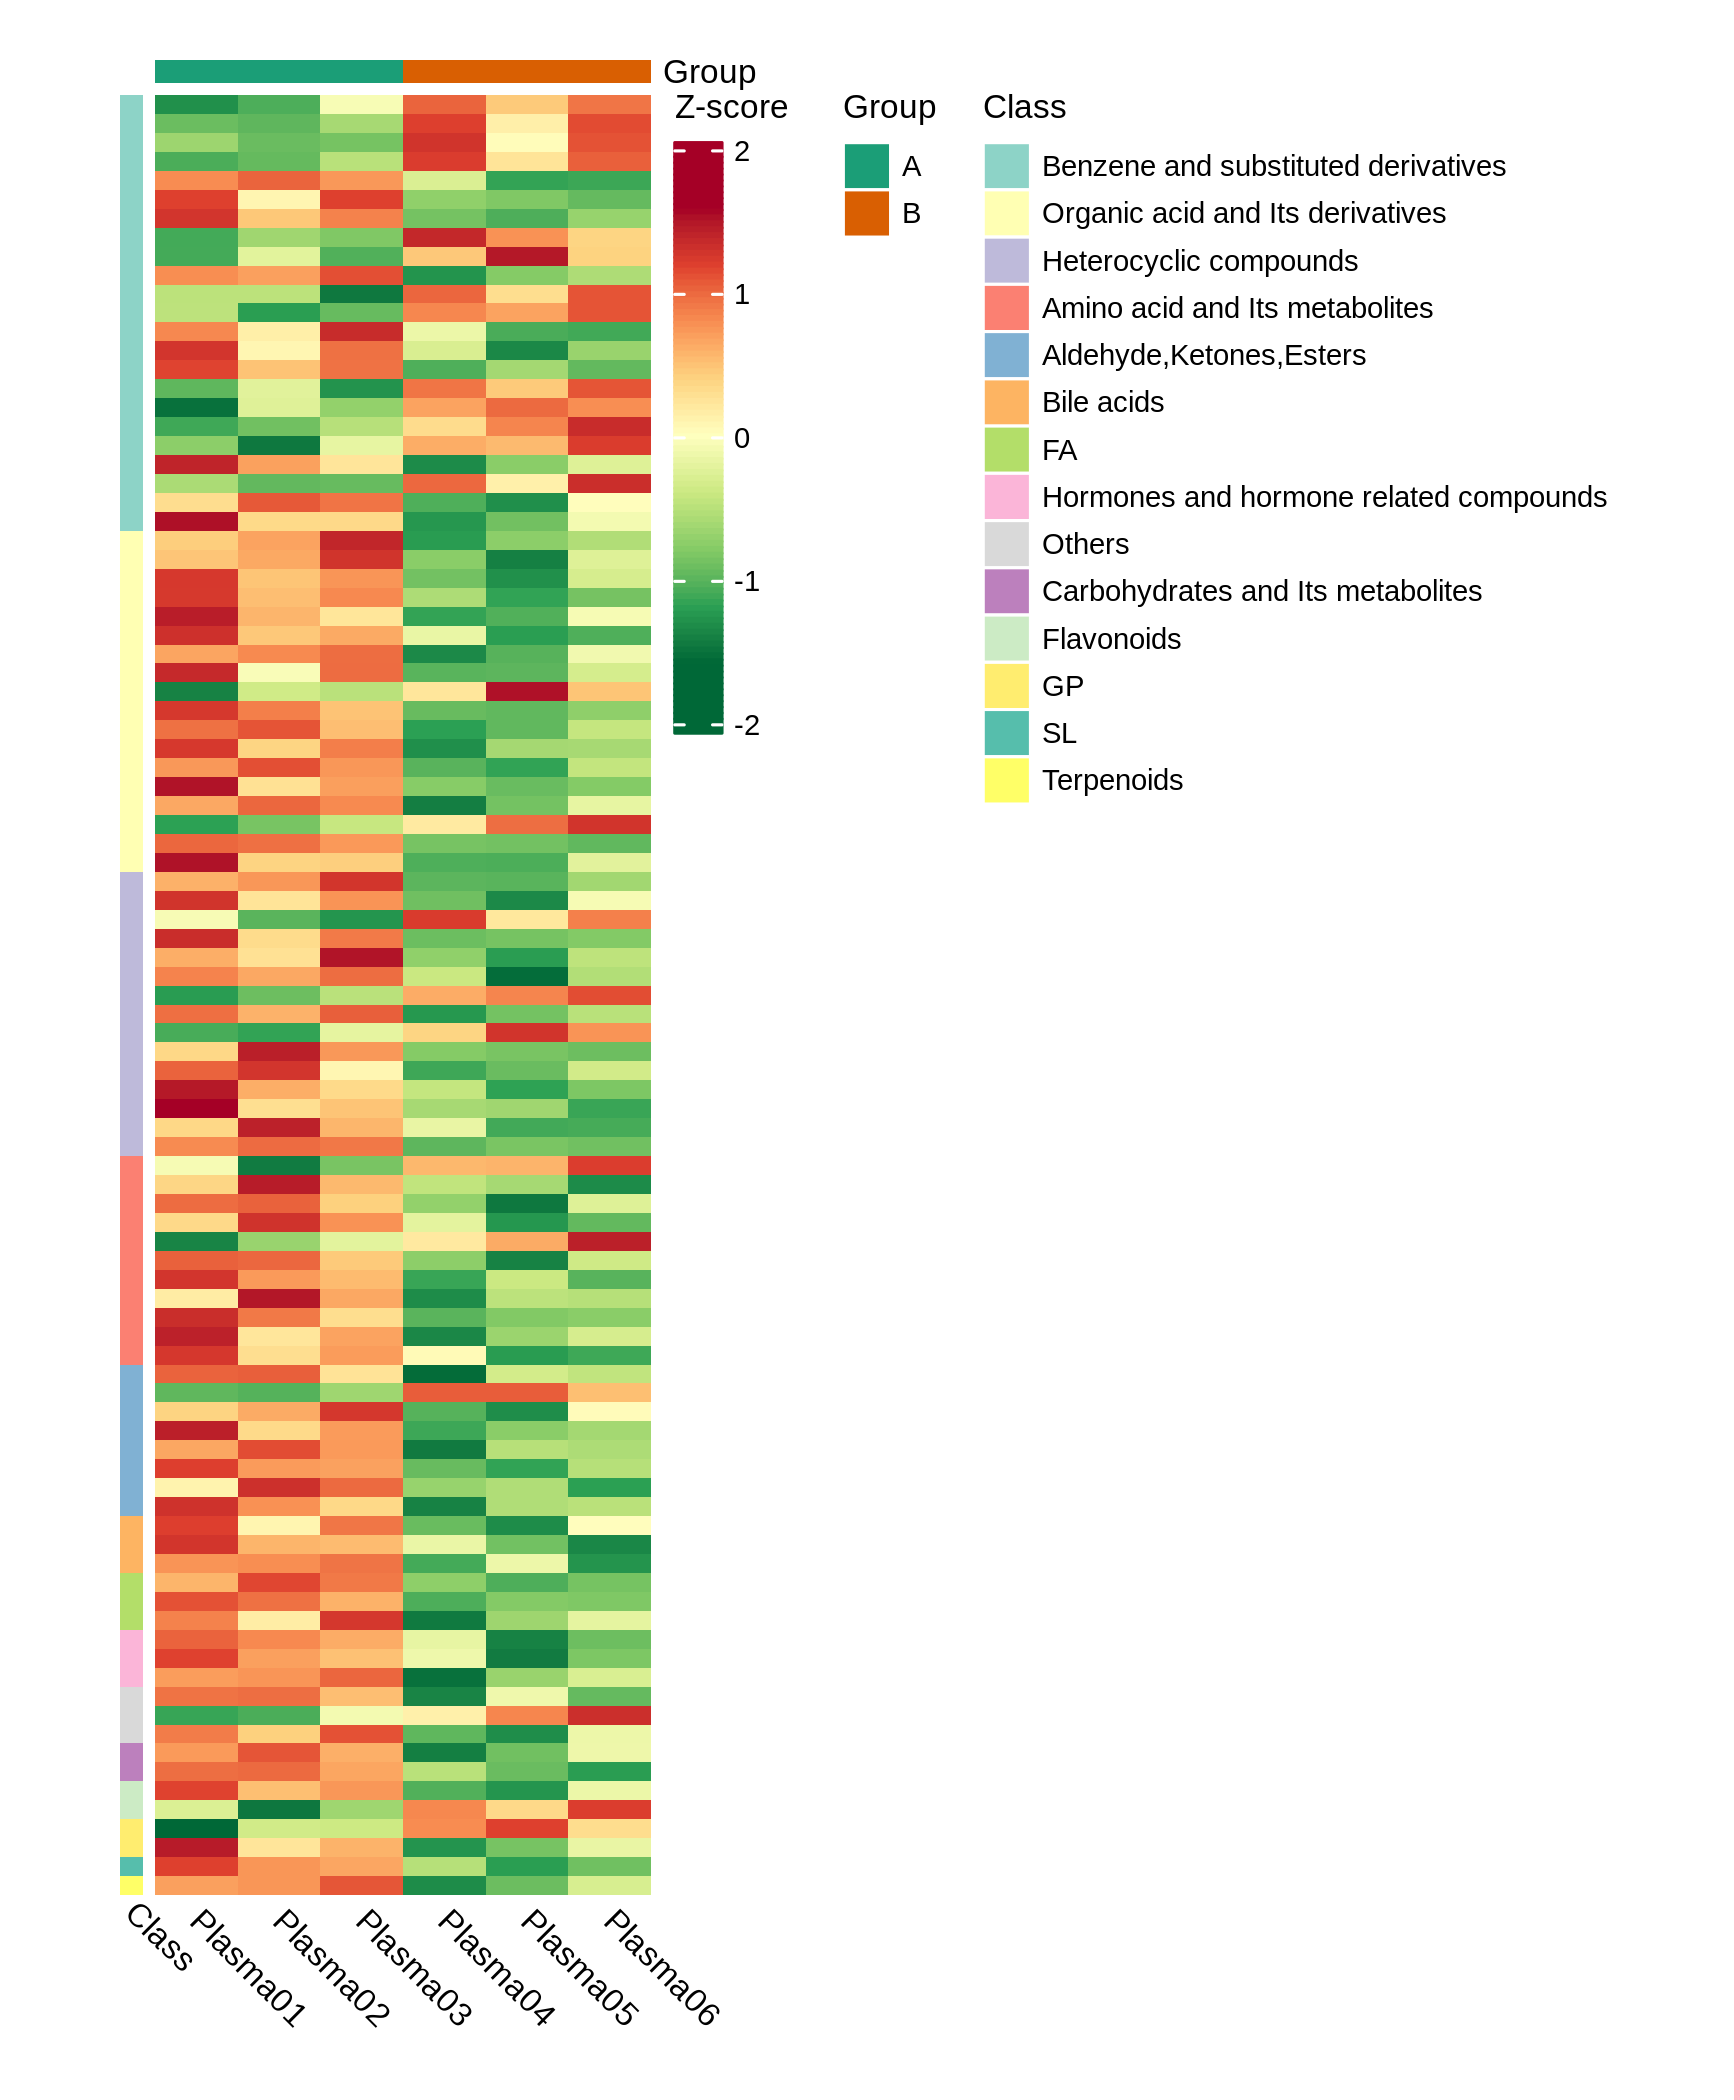 Group
Z-score
2
1
0
-1
-2
Group
A
B
Class
Benzene and substituted derivatives
Organic acid and Its derivatives
Heterocyclic compounds
Amino acid and Its metabolites
Aldehyde,Ketones,Esters
Bile acids
FA
Hormones and hormone related compounds
Others
Carbohydrates and Its metabolites
Flavonoids
GP
SL
Terpenoids
Class
Plasma01
Plasma02
Plasma03
Plasma04
Plasma05
Plasma06